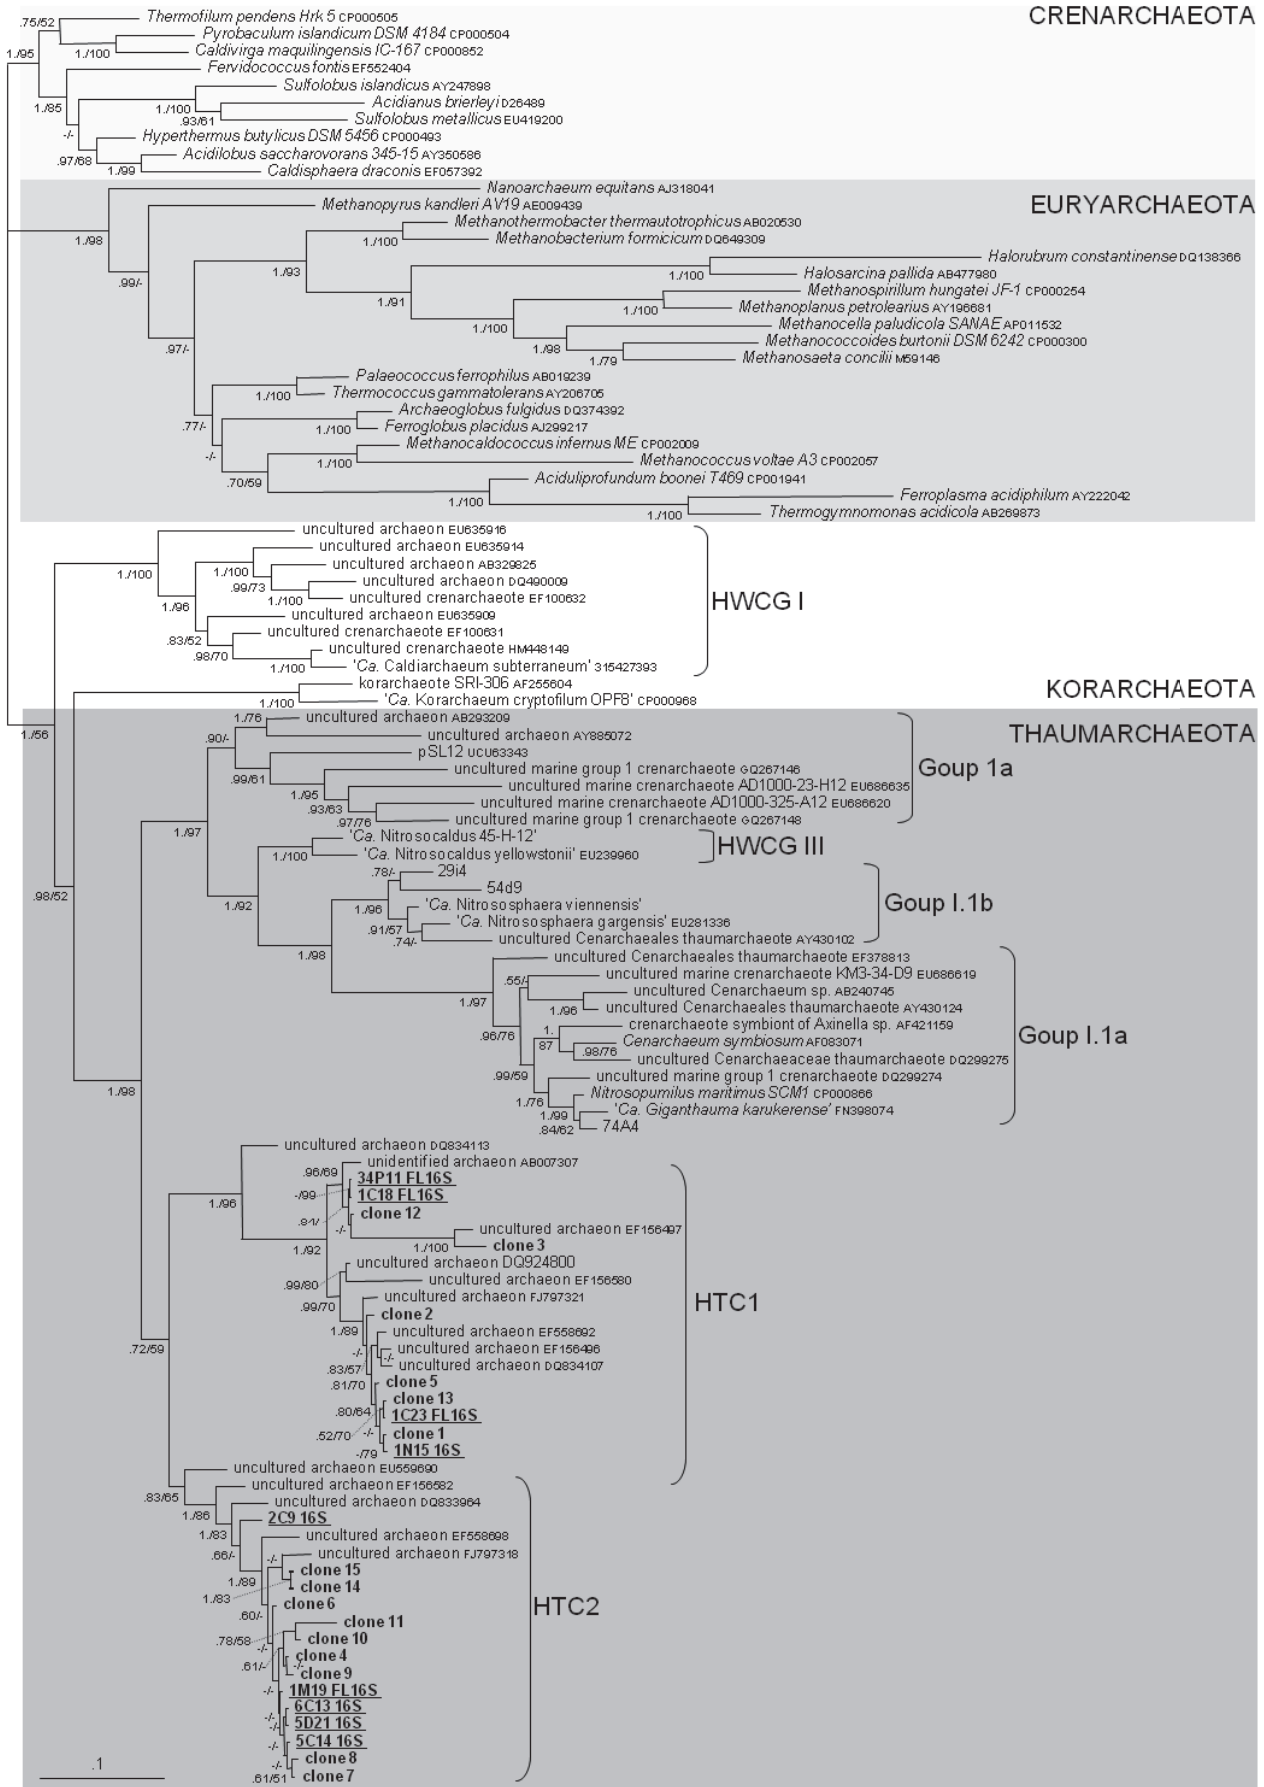 CRENARCHAEOTA
.75/52
Thermofilum pendens Hrk 5 CP000505
Pyrobaculum islandicum DSM 4184 CP000504
1./95
1./100
Caldivirga maquilingensis IC-167 CP000852
Fervidococcus fontis EF552404
Sulfolobus islandicus AY247898
1./85
1./100
Acidianus brierleyi D26489
.93/61
Sulfolobus metallicus EU419200
-/-
Hyperthermus butylicus DSM 5456 CP000493
.97/68
Acidilobus saccharovorans 345-15 AY350586
1./99
Caldisphaera draconis EF057392
EURYARCHAEOTA
Nanoarchaeum equitans AJ318041
Methanopyrus kandleri AV19 AE009439
Methanothermobacter thermautotrophicus AB020530
1./98
1./100
Methanobacterium formicicum DQ649309
Halorubrum constantinense DQ138366
1./93
1./100
Halosarcina pallida AB477980
.99/-
Methanospirillum hungatei JF-1 CP000254
1./91
1./100
Methanoplanus petrolearius AY196681
1./100
Methanocella paludicola SANAE AP011532
Methanococcoides burtonii DSM 6242 CP000300
.97/-
1./98
1./79
Methanosaeta concilii M59146
Palaeococcus ferrophilus AB019239
1./100
Thermococcus gammatolerans AY206705
Archaeoglobus fulgidus DQ374392
.77/-
1./100
Ferroglobus placidus AJ299217
Methanocaldococcus infernus ME CP002009
-/-
1./100
Methanococcus voltae A3 CP002057
.70/59
Aciduliprofundum boonei T469 CP001941
1./100
Ferroplasma acidiphilum AY222042
1./100
Thermogymnomonas acidicola AB269873
uncultured archaeon EU635916
uncultured archaeon EU635914
1./100
1./100
uncultured archaeon AB329825
.99/73
uncultured archaeon DQ490009
1./100
uncultured crenarchaeote EF100632
HWCG I
1./96
uncultured archaeon EU635909
.83/52
uncultured crenarchaeote EF100631
.98/70
uncultured crenarchaeote HM448149
1./100
'Ca. Caldiarchaeum subterraneum' 315427393
korarchaeote SRI-306 AF255604
KORARCHAEOTA
1./100
'Ca. Korarchaeum cryptofilum OPF8' CP000968
1./56
THAUMARCHAEOTA
1./76
uncultured archaeon AB293209
.90/-
uncultured archaeon AY885072
pSL12 UCU63343
.99/61
uncultured marine group 1 crenarchaeote GQ267146
Goup 1a
1./95
uncultured marine crenarchaeote AD1000-23-H12 EU686635
.93/63
uncultured marine crenarchaeote AD1000-325-A12 EU686620
.97/76
uncultured marine group 1 crenarchaeote GQ267148
1./97
'Ca. Nitrosocaldus 45-H-12'
HWCG III
1./100
'Ca. Nitrosocaldus yellowstonii' EU239960
.98/52
.78/-
29i4
54d9
1./92
1./96
'Ca. Nitrososphaera viennensis'
Goup I.1b
.91/57
'Ca. Nitrososphaera gargensis' EU281336
.74/-
uncultured Cenarchaeales thaumarchaeote AY430102
1./98
uncultured Cenarchaeales thaumarchaeote EF378813
.55/-
uncultured marine crenarchaeote KM3-34-D9 EU686619
1./97
uncultured Cenarchaeum sp. AB240745
1./96
uncultured Cenarchaeales thaumarchaeote AY430124
.96/76
1.
87
crenarchaeote symbiont of Axinella sp. AF421159
Goup I.1a
.98/76
Cenarchaeum symbiosum AF083071
uncultured Cenarchaeaceae thaumarchaeote DQ299275
.99/59
uncultured marine group 1 crenarchaeote DQ299274
1./98
1./76
Nitrosopumilus maritimus SCM1 CP000866
1./99
'Ca. Giganthauma karukerense' FN398074
.84/62
74A4
uncultured archaeon DQ834113
.96/69
unidentified archaeon AB007307
-/99
34P11 FL16S
1./96
1C18 FL16S
.91/
clone 12
-/-
uncultured archaeon EF156497
1./92
1./100
clone 3
uncultured archaeon DQ924800
.99/80
uncultured archaeon EF156580
.99/70
uncultured archaeon FJ797321
HTC1
clone 2
1./89
uncultured archaeon EF558692
.72/59
-/-
uncultured archaeon EF156496
-/-
.83/57
uncultured archaeon DQ834107
.81/70
clone 5
clone 13
.80/64
1C23 FL16S
.52/70
-/-
clone 1
-/79
1N15 16S
uncultured archaeon EU559690
uncultured archaeon EF156582
.83/65
uncultured archaeon DQ833964
1./86
2C9 16S
1./83
uncultured archaeon EF558698
.66/-
-/-
uncultured archaeon FJ797318
1./89
clone 15
1./83
clone 14
clone 6
HTC2
.60/-
clone 11
.78/58
clone 10
-/-
clone 4
.61/-
-/-
clone 9
-/-
1M19 FL16S
6C13 16S
-/-
-/-
5D21 16S
-/-
5C14 16S
clone 8
-/-
.1
.61/51
clone 7